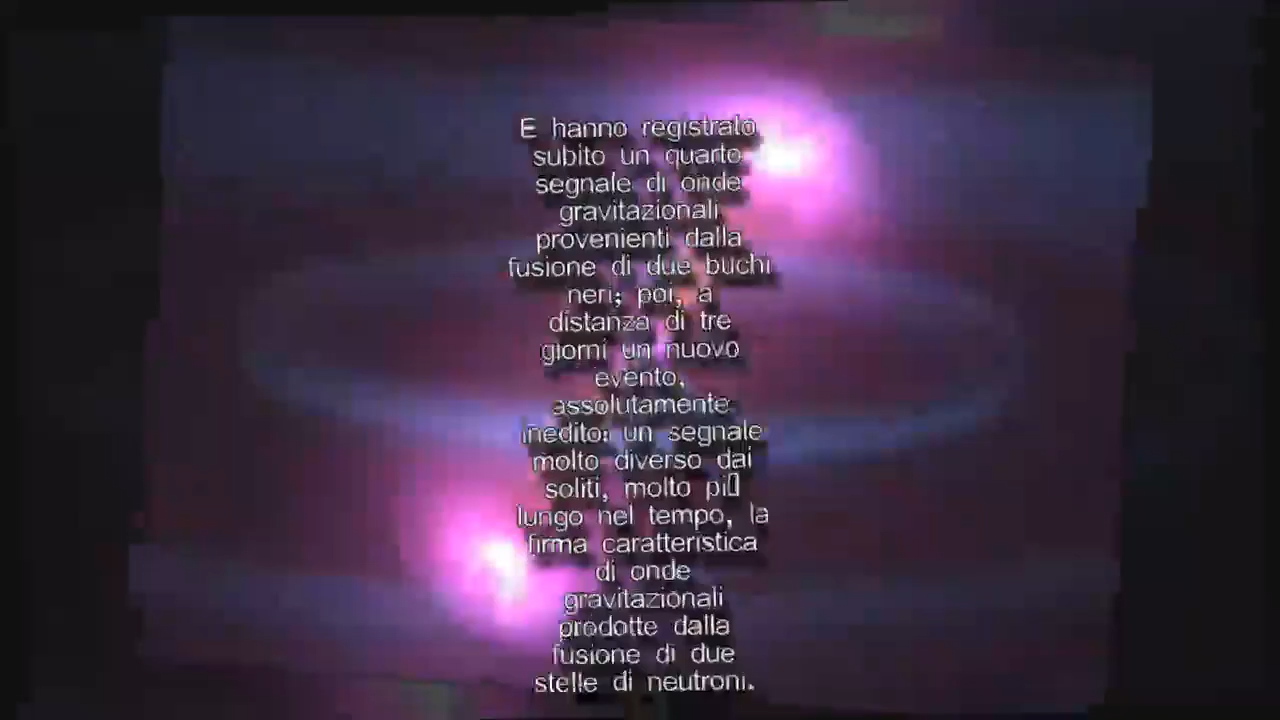 E hanno registrato
subito un quarto
segnale di onde
gravitazionali
provenienti dalla
fusione di due buchi
neri; poi, a
distanza di tre
giorni un nuovo
evento,
assolutamente
inedito: un segnale
molto diverso dai
soliti, molto pi▯
lungo nel tempo, la
firma caratteristica
di onde
gravitazionali
prodotte dalla
fusione di due
stelle di neutroni.